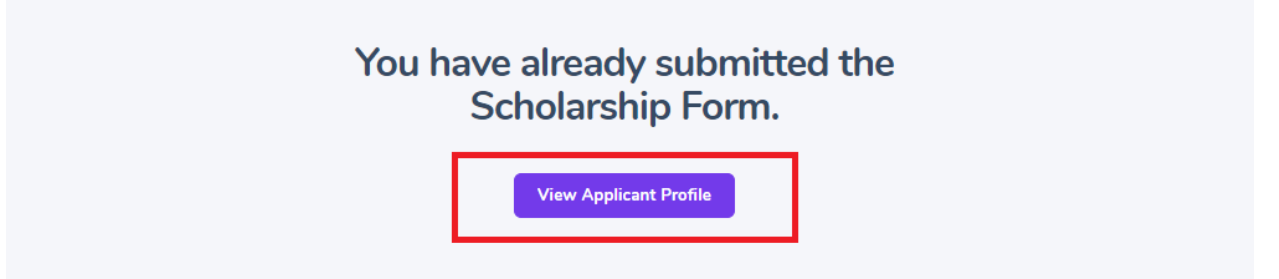 You have already submitted the
Scholarship Form.
View Applicant Profile